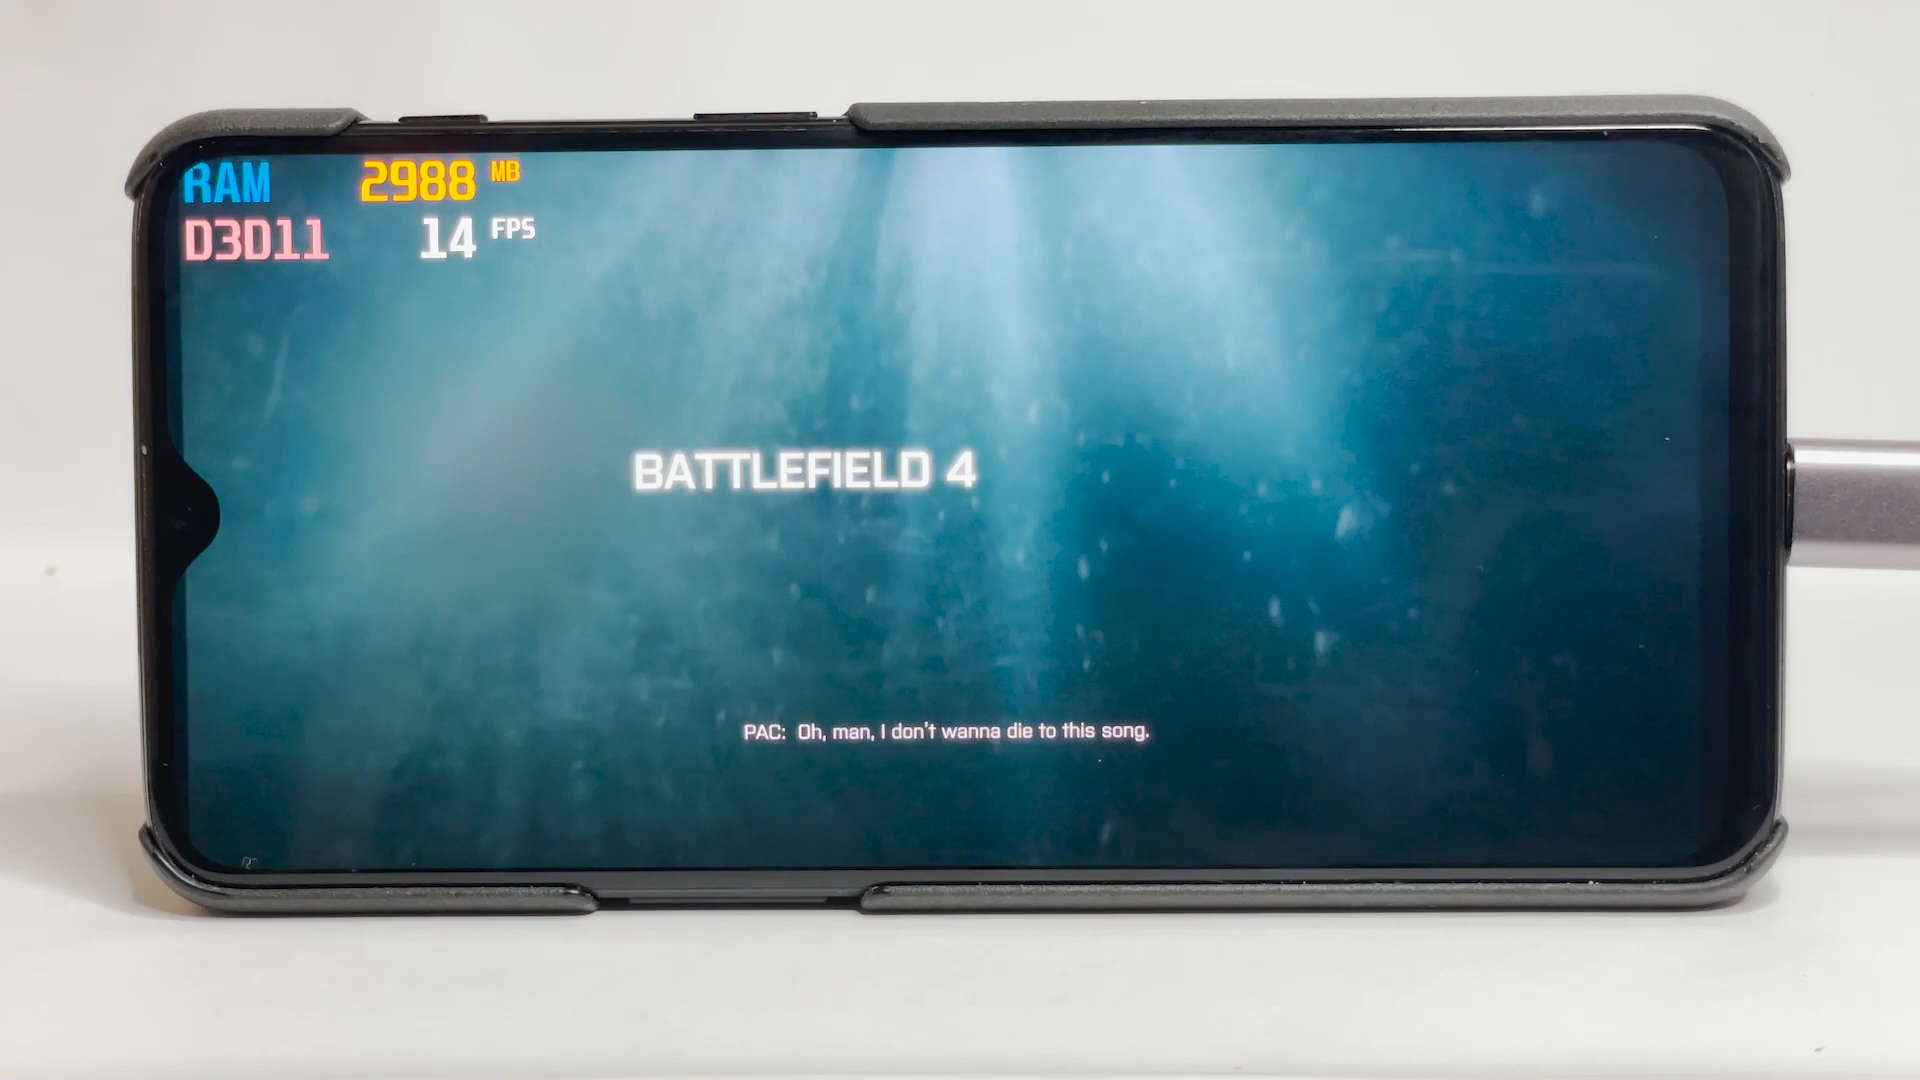 RAM 2988 MB
D3D11 14 FPS
BATTLEFIELD 4
PAC: Oh, man, I don't wanna die to this song.